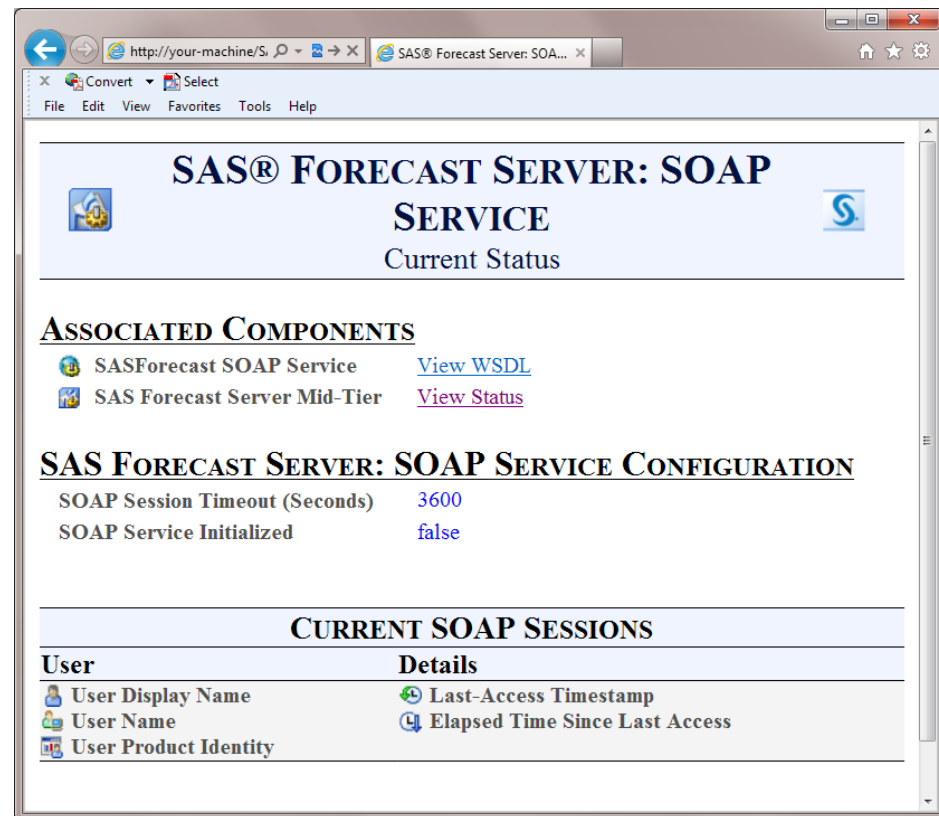 http://your-machine/S.
SAS® Forecast Server: SOA...
Convert
Select
File Edit View Favorites Tools Help
SAS® FORECAST SERVER: SOAP
SERVICE
Current Status
ASSOCIATED COMPONENTS
SASForecast SOAP Service View WSDL
SAS Forecast Server Mid-Tier View Status
SAS FORECAST SERVER: SOAP SERVICE CONFIGURATION
SOAP Session Timeout (Seconds) 3600
SOAP Service Initialized false
CURRENT SOAP SESSIONS
User Details
User Display Name Last-Access Timestamp
User Name Elapsed Time Since Last Access
User Product Identity